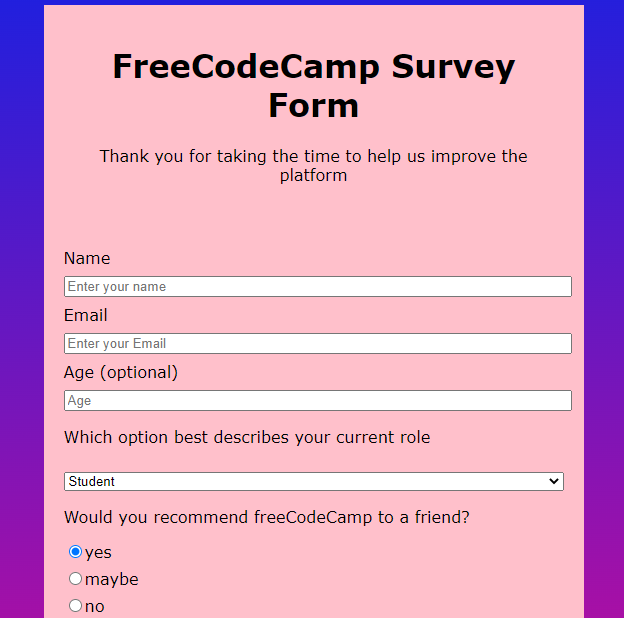 FreeCodeCamp Survey
Form
Thank you for taking the time to help us improve the
platform
Name
Enter your name
Email
Enter your Email
Age (optional)
Age
Which option best describes your current role
Student
Would you recommend freeCodeCamp to a friend?
yes
maybe
no